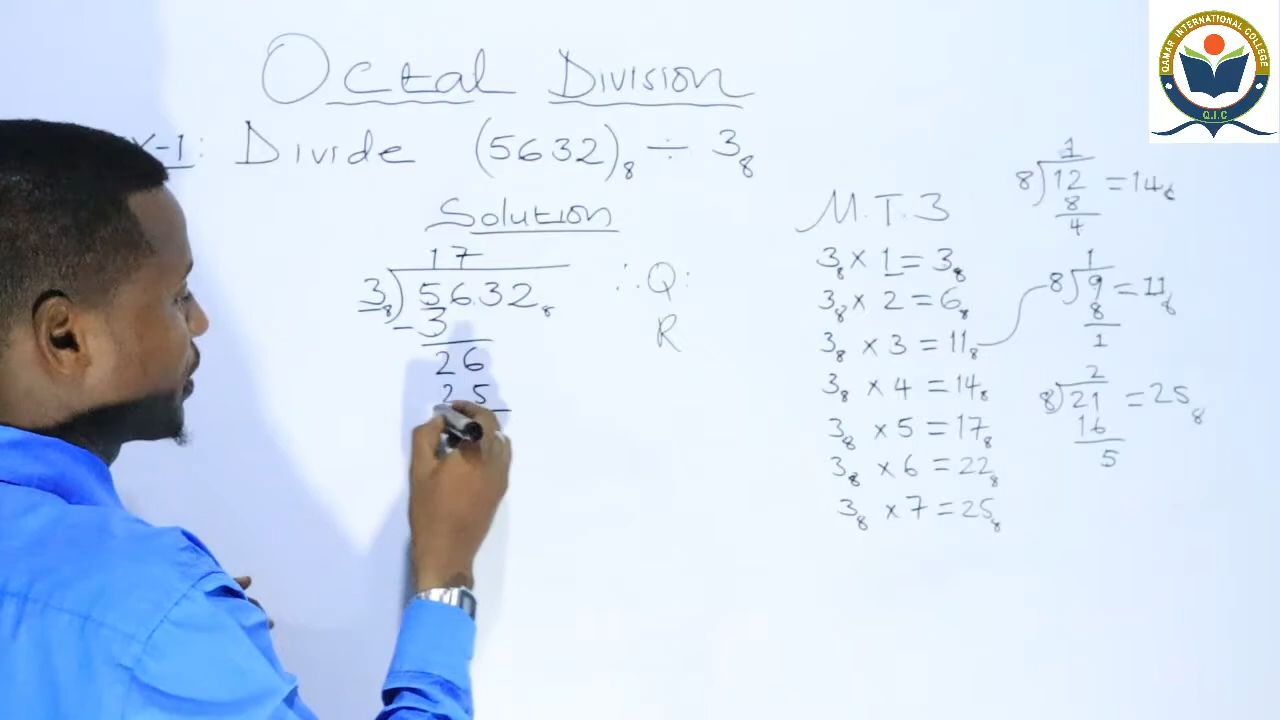 Octal Division
X-1: Divide (5632)₈ ÷ 3₈
Solution
17
3₈)5632₈
- 3
26
25
∴ Q:
R
M.T.3
3₈ × 1 = 3₈
3₈ × 2 = 6₈
3₈ × 3 = 11₈
3₈ × 4 = 14₈
3₈ × 5 = 17₈
3₈ × 6 = 22₈
3₈ × 7 = 25₈
1
8)12 = 14₈
8
4
1
8)9 = 11₈
8
1
2
8)21 = 25₈
16
5
QAMAR INTERNATIONAL COLLEGE
Q.I.C